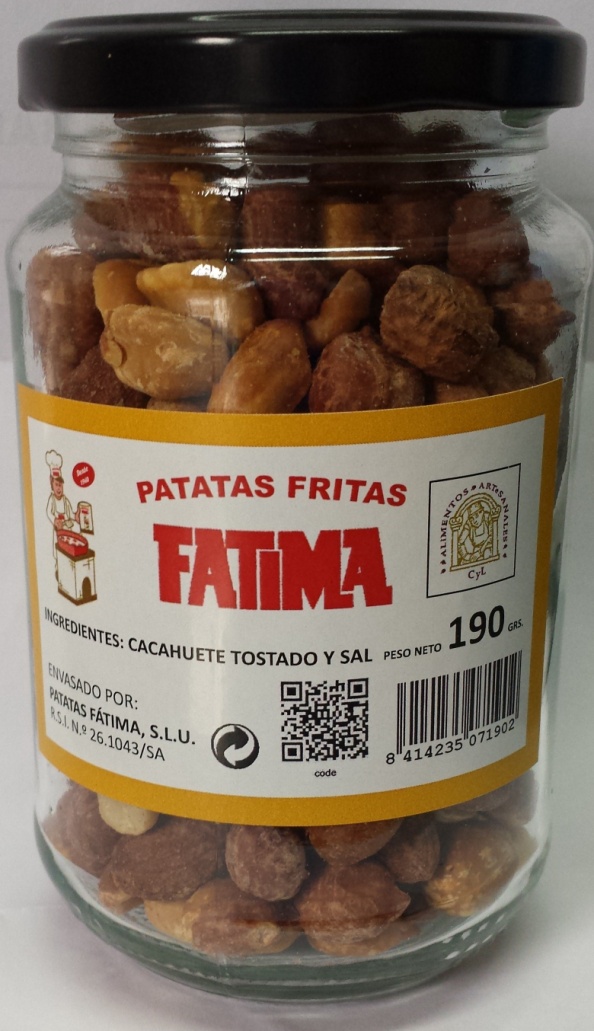 PATATAS FRITAS
FATIMA
ALIMENTOS ARTESANALES
CyL
INGREDIENTES: CACAHUETE TOSTADO Y SAL
PESO NETO 190 GRS.
ENVASADO POR:
PATATAS FÁTIMA, S.L.U.
R.S.I. N.º 26.1043/SA
code
8 414235 071902